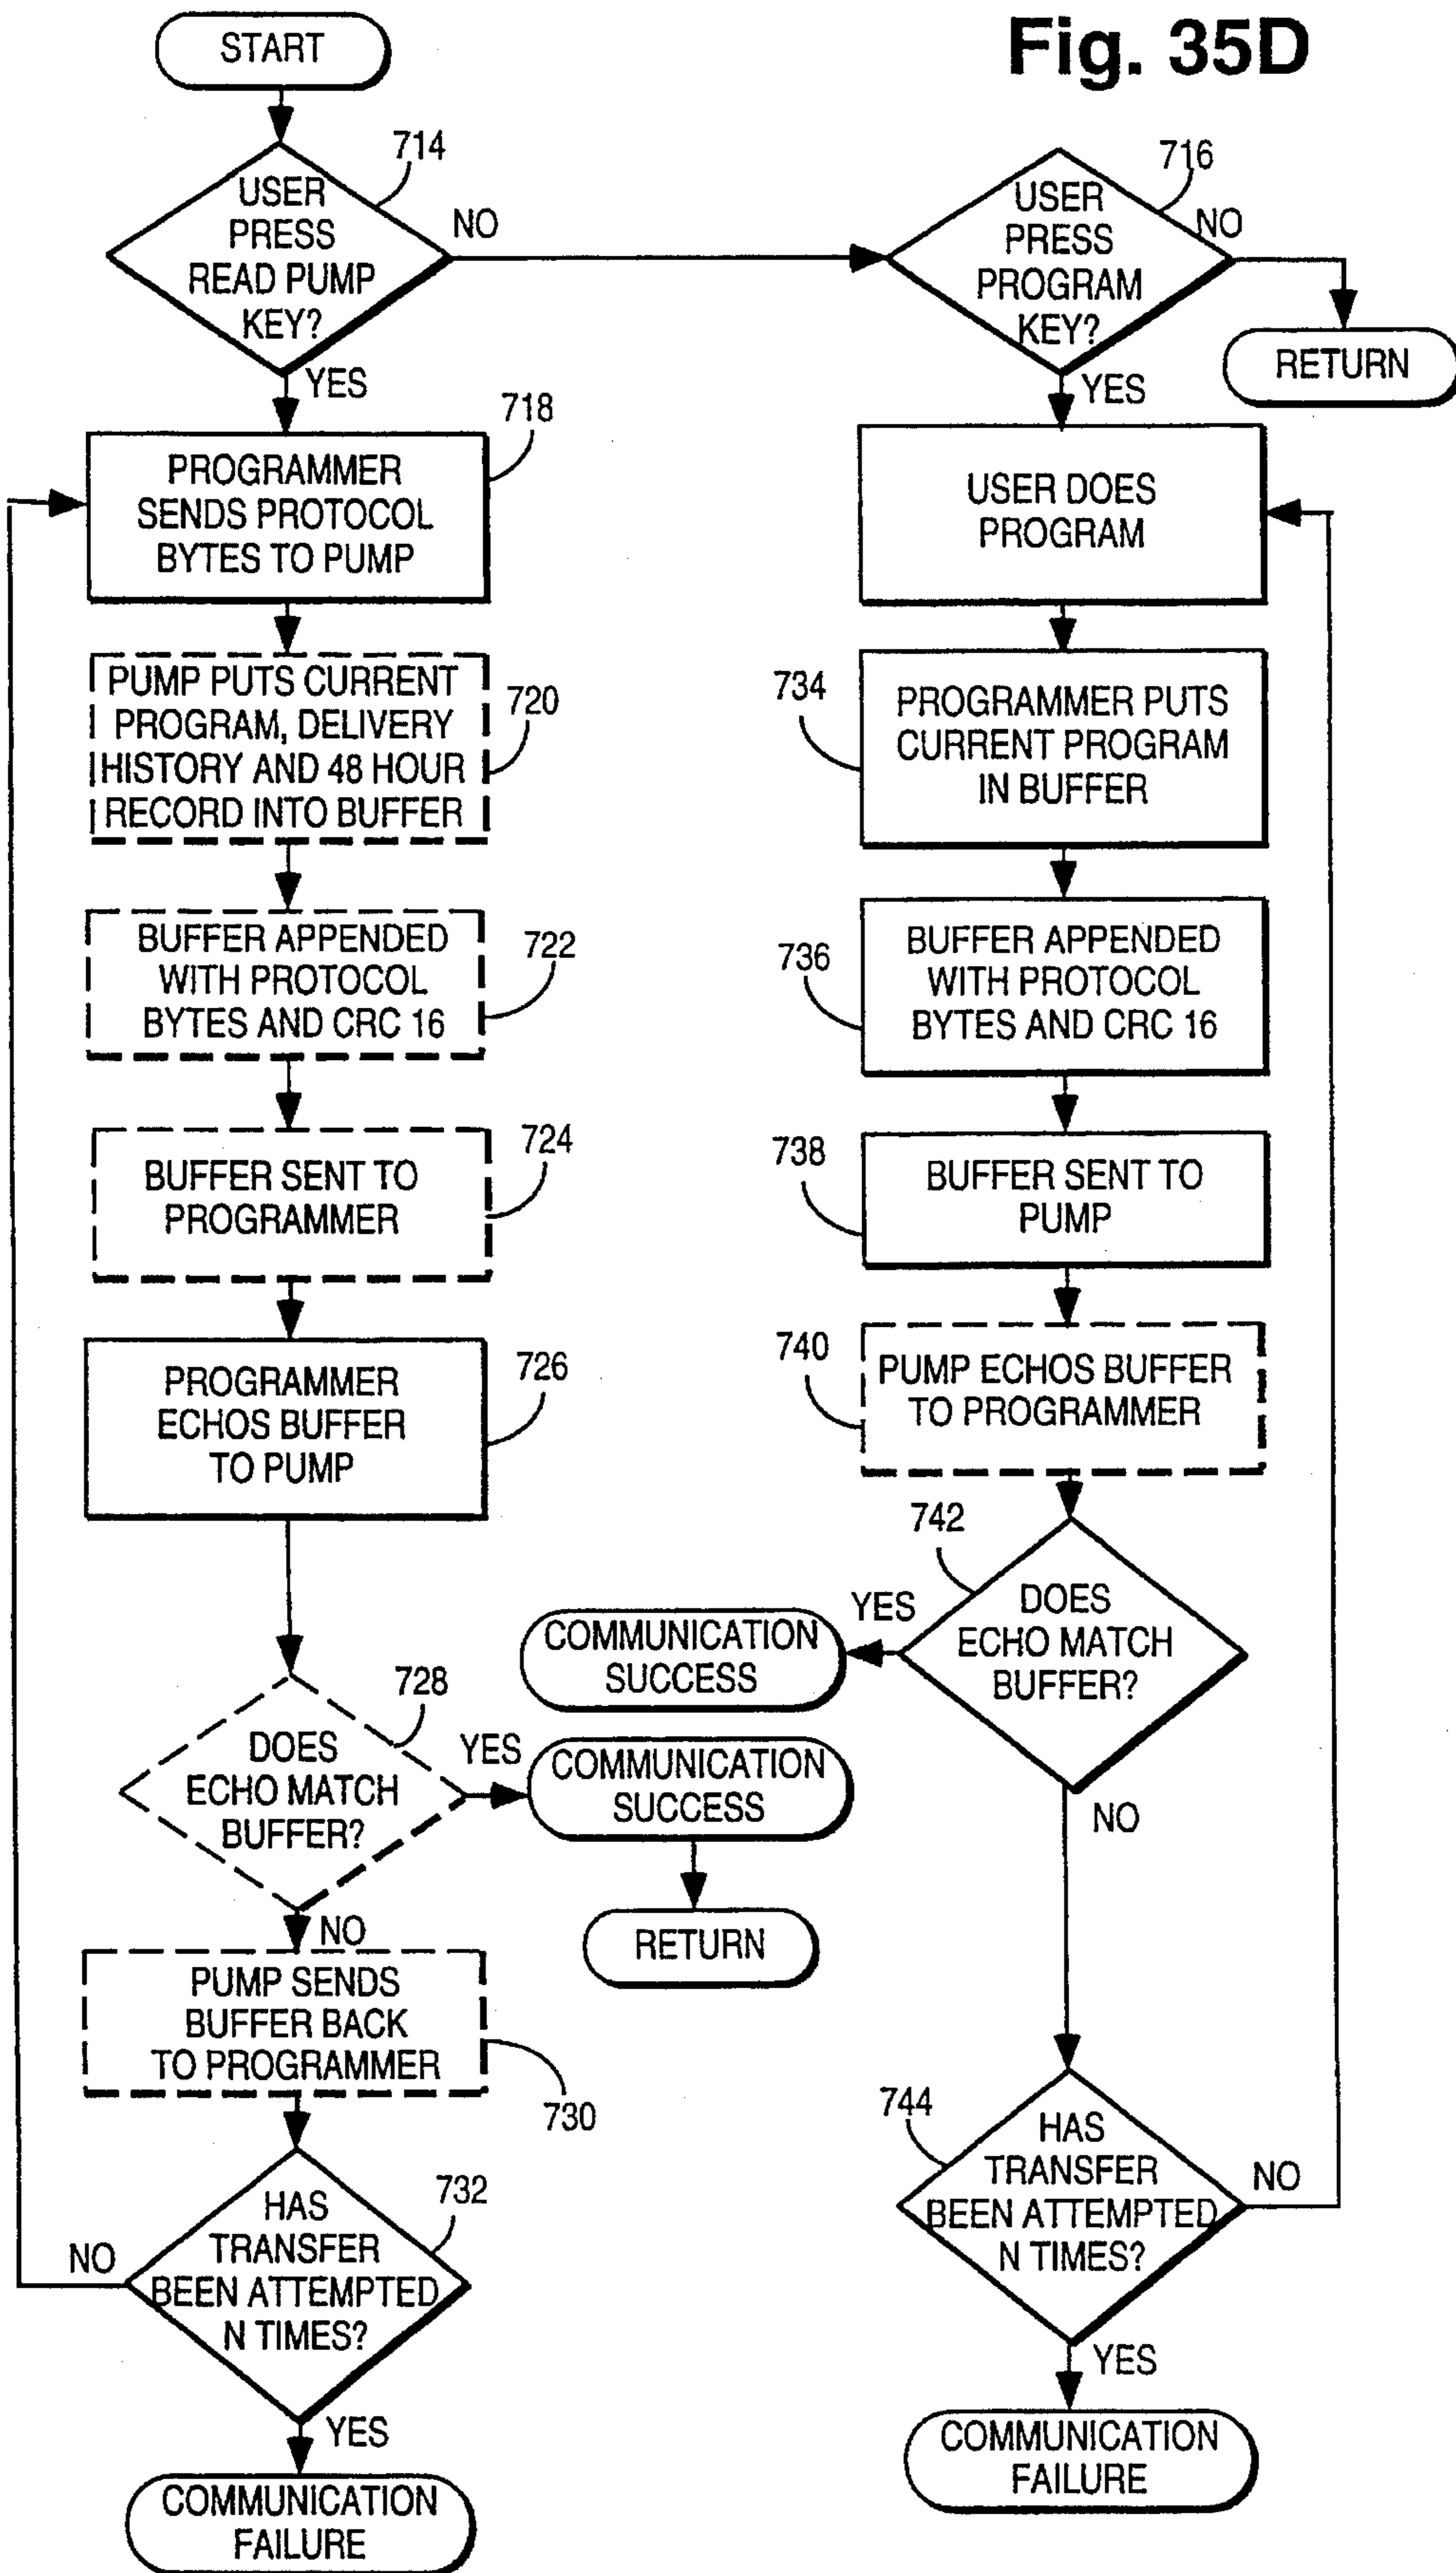 Fig. 35D
START
714
USER
PRESS
READ PUMP
KEY?
NO
YES
716
USER
PRESS
PROGRAM
KEY?
NO
RETURN
YES
718
PROGRAMMER
SENDS PROTOCOL
BYTES TO PUMP
720
PUMP PUTS CURRENT
PROGRAM, DELIVERY
HISTORY AND 48 HOUR
RECORD INTO BUFFER
722
BUFFER APPENDED
WITH PROTOCOL
BYTES AND CRC 16
724
BUFFER SENT TO
PROGRAMMER
726
PROGRAMMER
ECHOS BUFFER
TO PUMP
728
DOES
ECHO MATCH
BUFFER?
YES
COMMUNICATION
SUCCESS
RETURN
NO
PUMP SENDS
BUFFER BACK
TO PROGRAMMER
730
732
HAS
TRANSFER
BEEN ATTEMPTED
N TIMES?
NO
YES
COMMUNICATION
FAILURE
USER DOES
PROGRAM
734
PROGRAMMER PUTS
CURRENT PROGRAM
IN BUFFER
736
BUFFER APPENDED
WITH PROTOCOL
BYTES AND CRC 16
738
BUFFER SENT TO
PUMP
740
PUMP ECHOS BUFFER
TO PROGRAMMER
742
DOES
ECHO MATCH
BUFFER?
YES
COMMUNICATION
SUCCESS
NO
744
HAS
TRANSFER
BEEN ATTEMPTED
N TIMES?
NO
YES
COMMUNICATION
FAILURE